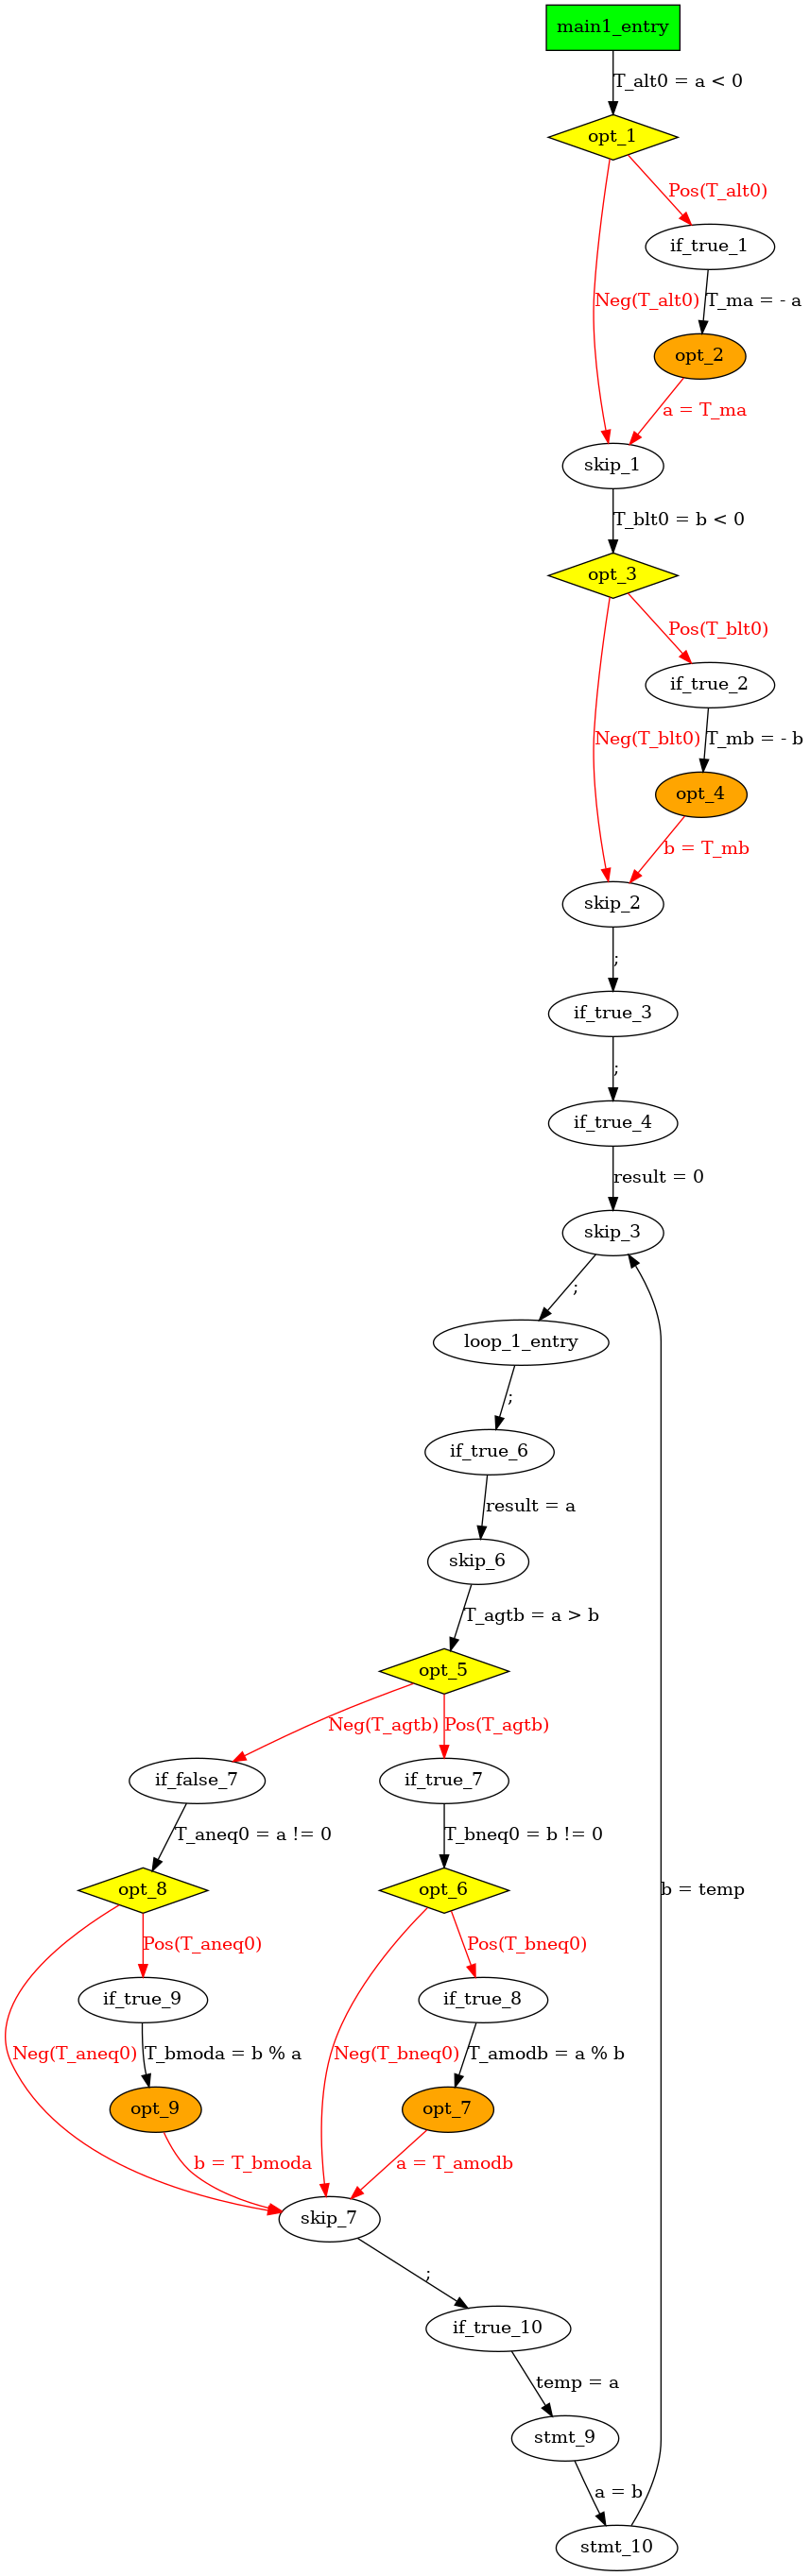 main1_entry
T_alt0 = a < 0
opt_1
Pos(T_alt0)
if_true_1
Neg(T_alt0)
T_ma = - a
opt_2
a = T_ma
skip_1
T_blt0 = b < 0
opt_3
Pos(T_blt0)
if_true_2
Neg(T_blt0)
T_mb = - b
opt_4
b = T_mb
skip_2
;
if_true_3
;
if_true_4
result = 0
skip_3
;
loop_1_entry
;
if_true_6
result = a
skip_6
T_agtb = a > b
opt_5
Neg(T_agtb)
Pos(T_agtb)
if_false_7
if_true_7
T_aneq0 = a != 0
T_bneq0 = b != 0
opt_8
opt_6
b = temp
Pos(T_aneq0)
Pos(T_bneq0)
if_true_9
if_true_8
Neg(T_aneq0)
T_bmoda = b % a
Neg(T_bneq0)
T_amodb = a % b
opt_9
opt_7
b = T_bmoda
a = T_amodb
skip_7
;
if_true_10
temp = a
stmt_9
a = b
stmt_10